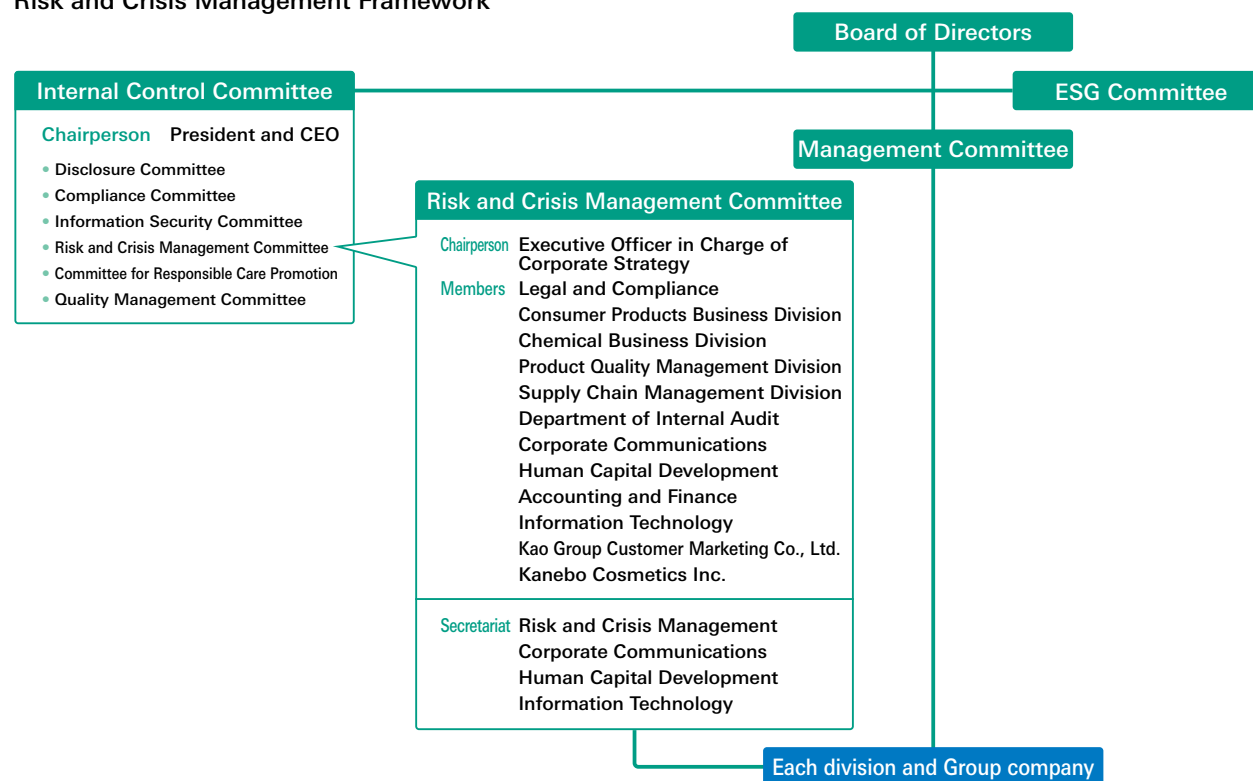 Risk and Crisis Management Framework
Board of Directors
Internal Control Committee
ESG Committee
Chairperson President and CEO
• Disclosure Committee
• Compliance Committee
• Information Security Committee
• Risk and Crisis Management Committee
• Committee for Responsible Care Promotion
• Quality Management Committee
Management Committee
Risk and Crisis Management Committee
Chairperson Executive Officer in Charge of
Corporate Strategy
Members Legal and Compliance
Consumer Products Business Division
Chemical Business Division
Product Quality Management Division
Supply Chain Management Division
Department of Internal Audit
Corporate Communications
Human Capital Development
Accounting and Finance
Information Technology
Kao Group Customer Marketing Co., Ltd.
Kanebo Cosmetics Inc.
Secretariat Risk and Crisis Management
Corporate Communications
Human Capital Development
Information Technology
Each division and Group company